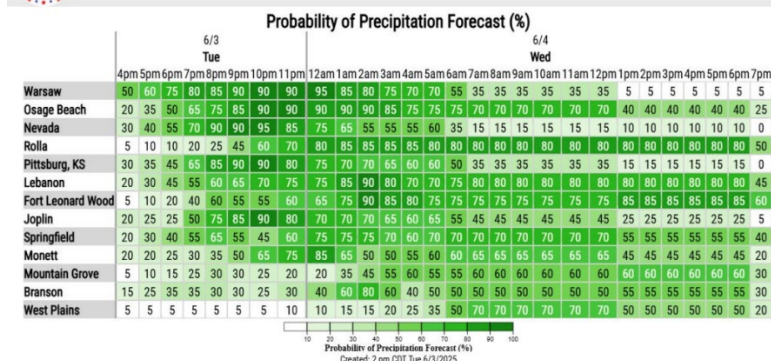 Probability of Precipitation Forecast (%)
6/3 6/4
Tue Wed
4pm 5pm 6pm 7pm 8pm 9pm 10pm 11pm 12am 1am 2am 3am 4am 5am 6am 7am 8am 9am 10am 11am 12pm 1pm 2pm 3pm 4pm 5pm 6pm 7pm
Warsaw 50 60 75 80 85 90 90 90 95 85 80 75 70 70 55 35 35 35 35 35 35 5 5 5 5 5 5 5
Osage Beach 20 35 50 65 75 85 90 90 90 90 90 85 75 75 75 70 70 70 70 70 70 40 40 40 40 40 40 25
Nevada 30 40 55 70 90 90 95 85 75 65 55 55 55 60 35 15 15 15 15 15 15 10 10 10 10 10 10 0
Rolla 5 10 10 20 25 45 60 70 80 85 85 85 85 80 80 80 80 80 80 80 80 80 80 80 80 80 80 50
Pittsburg, KS 30 35 45 65 85 90 90 80 75 70 70 65 60 60 50 35 35 35 35 35 35 15 15 15 15 15 15 0
Lebanon 20 30 45 55 60 65 70 75 75 85 90 80 70 70 75 80 80 80 80 80 80 80 80 80 80 80 80 45
Fort Leonard Wood 5 10 20 40 60 55 55 60 65 75 90 85 80 75 75 75 75 75 75 75 75 85 85 85 85 85 85 60
Joplin 20 25 25 50 75 85 90 80 70 70 70 65 60 65 55 45 45 45 45 45 45 25 25 25 25 25 25 5
Springfield 20 30 40 55 65 55 45 60 75 75 75 70 60 70 70 70 70 70 70 70 70 55 55 55 55 55 55 40
Monett 20 20 25 30 35 50 65 75 85 65 50 50 55 60 60 65 65 65 65 65 65 45 45 45 45 45 45 20
Mountain Grove 5 10 15 25 30 30 25 20 20 35 45 55 60 55 55 60 60 60 60 60 60 60 60 60 60 60 60 30
Branson 15 25 35 35 30 30 25 30 40 60 80 60 40 50 50 50 50 50 50 50 50 55 55 55 55 55 55 30
West Plains 5 5 5 5 5 5 5 10 10 15 15 20 25 35 50 70 70 70 70 70 70 50 50 50 50 50 50 20
10 20 30 40 50 60 70 80 90 100
Probability of Precipitation Forecast (%)
Created: 2 pm CDT Tue 6/3/2025